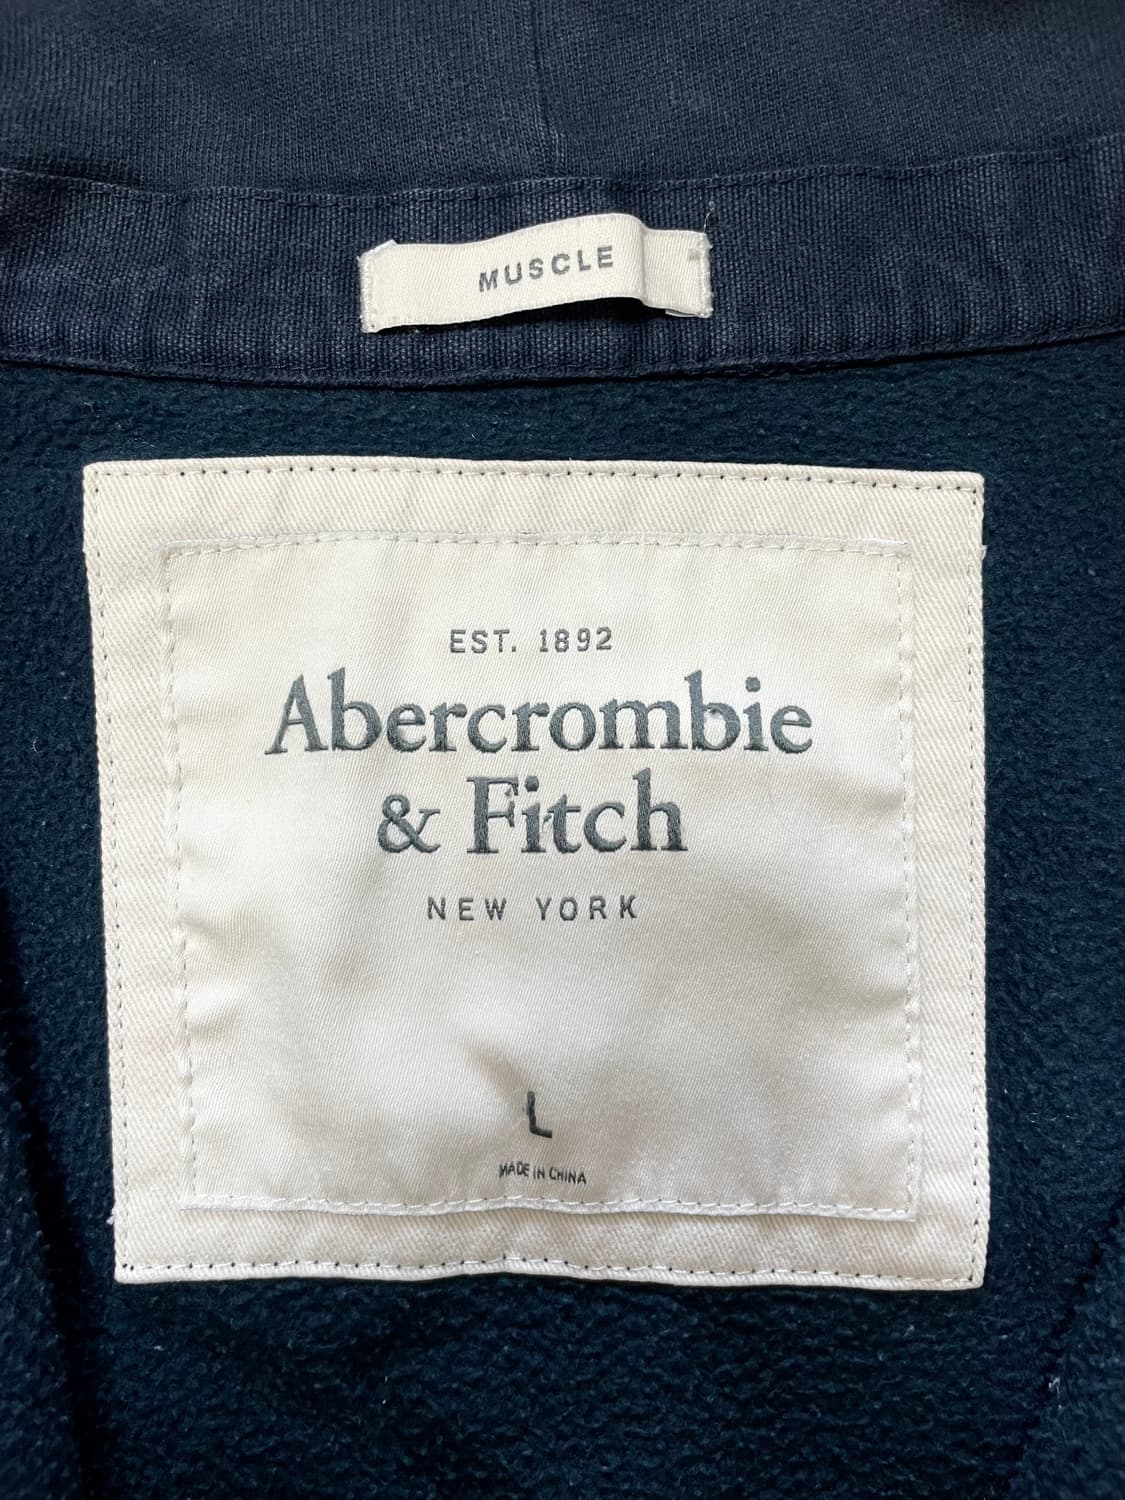 MUSCLE
EST. 1892
Abercrombie
& Fitch
NEW YORK
L
MADE IN CHINA